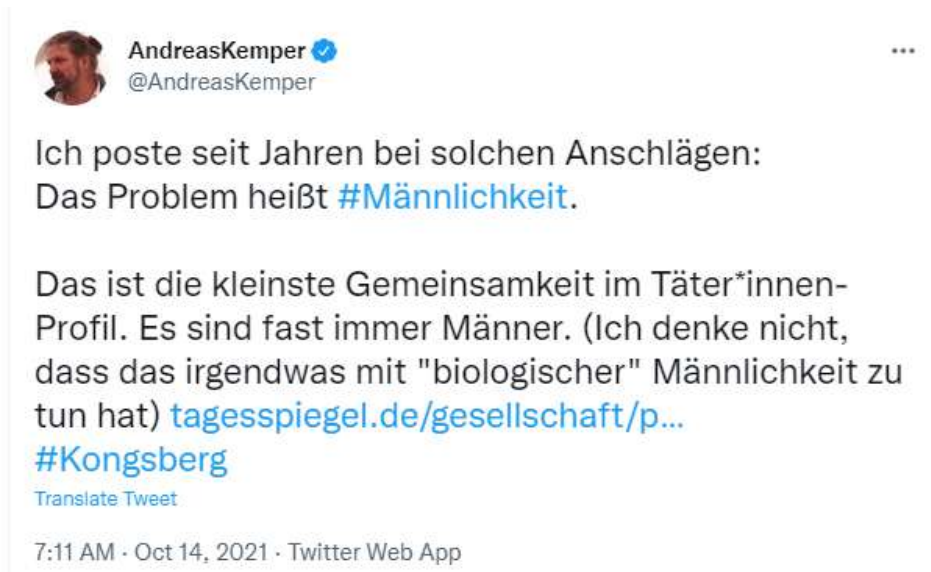 AndreasKemper
@AndreasKemper
Ich poste seit Jahren bei solchen Anschlägen:
Das Problem heißt #Männlichkeit.
Das ist die kleinste Gemeinsamkeit im Täter*innen-
Profil. Es sind fast immer Männer. (Ich denke nicht,
dass das irgendwas mit "biologischer" Männlichkeit zu
tun hat) tagesspiegel.de/gesellschaft/p...
#Kongsberg
Translate Tweet
7:11 AM · Oct 14, 2021 · Twitter Web App